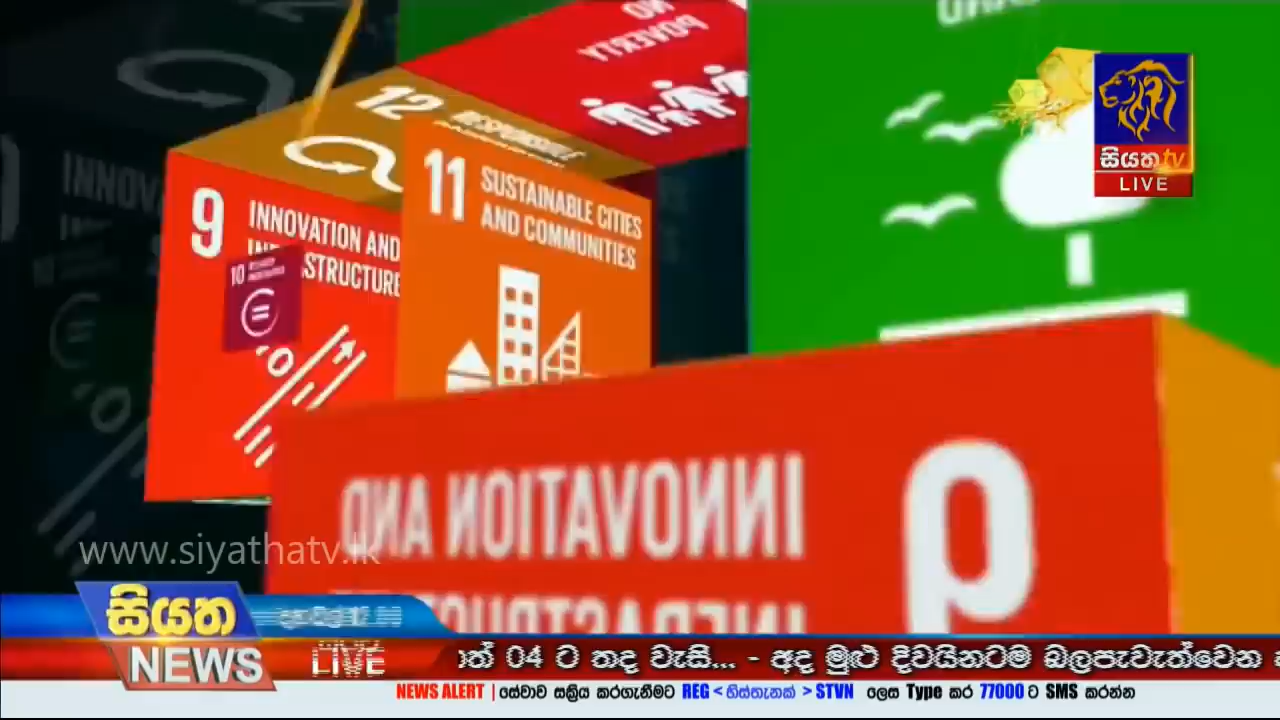 NO
POVERTY
12 RESPONSIBLE
සියත tv
LIVE
9 INNOVATION AND
INFRASTRUCTURE
10
11 SUSTAINABLE CITIES
AND COMMUNITIES
INNOV
INNOVATION AND
9
www.siyathatv.lk
සියත
NEWS
LIVE
ත් 04 ට තද වැසි... - අද මුළු දිවයිනටම බලපැවැත්වෙන
NEWS ALERT | සේවාව සක්‍රිය කරගැනීමට REG < හිස්තැනක් > STVN ලෙස Type කර 77000 ට SMS කරන්න